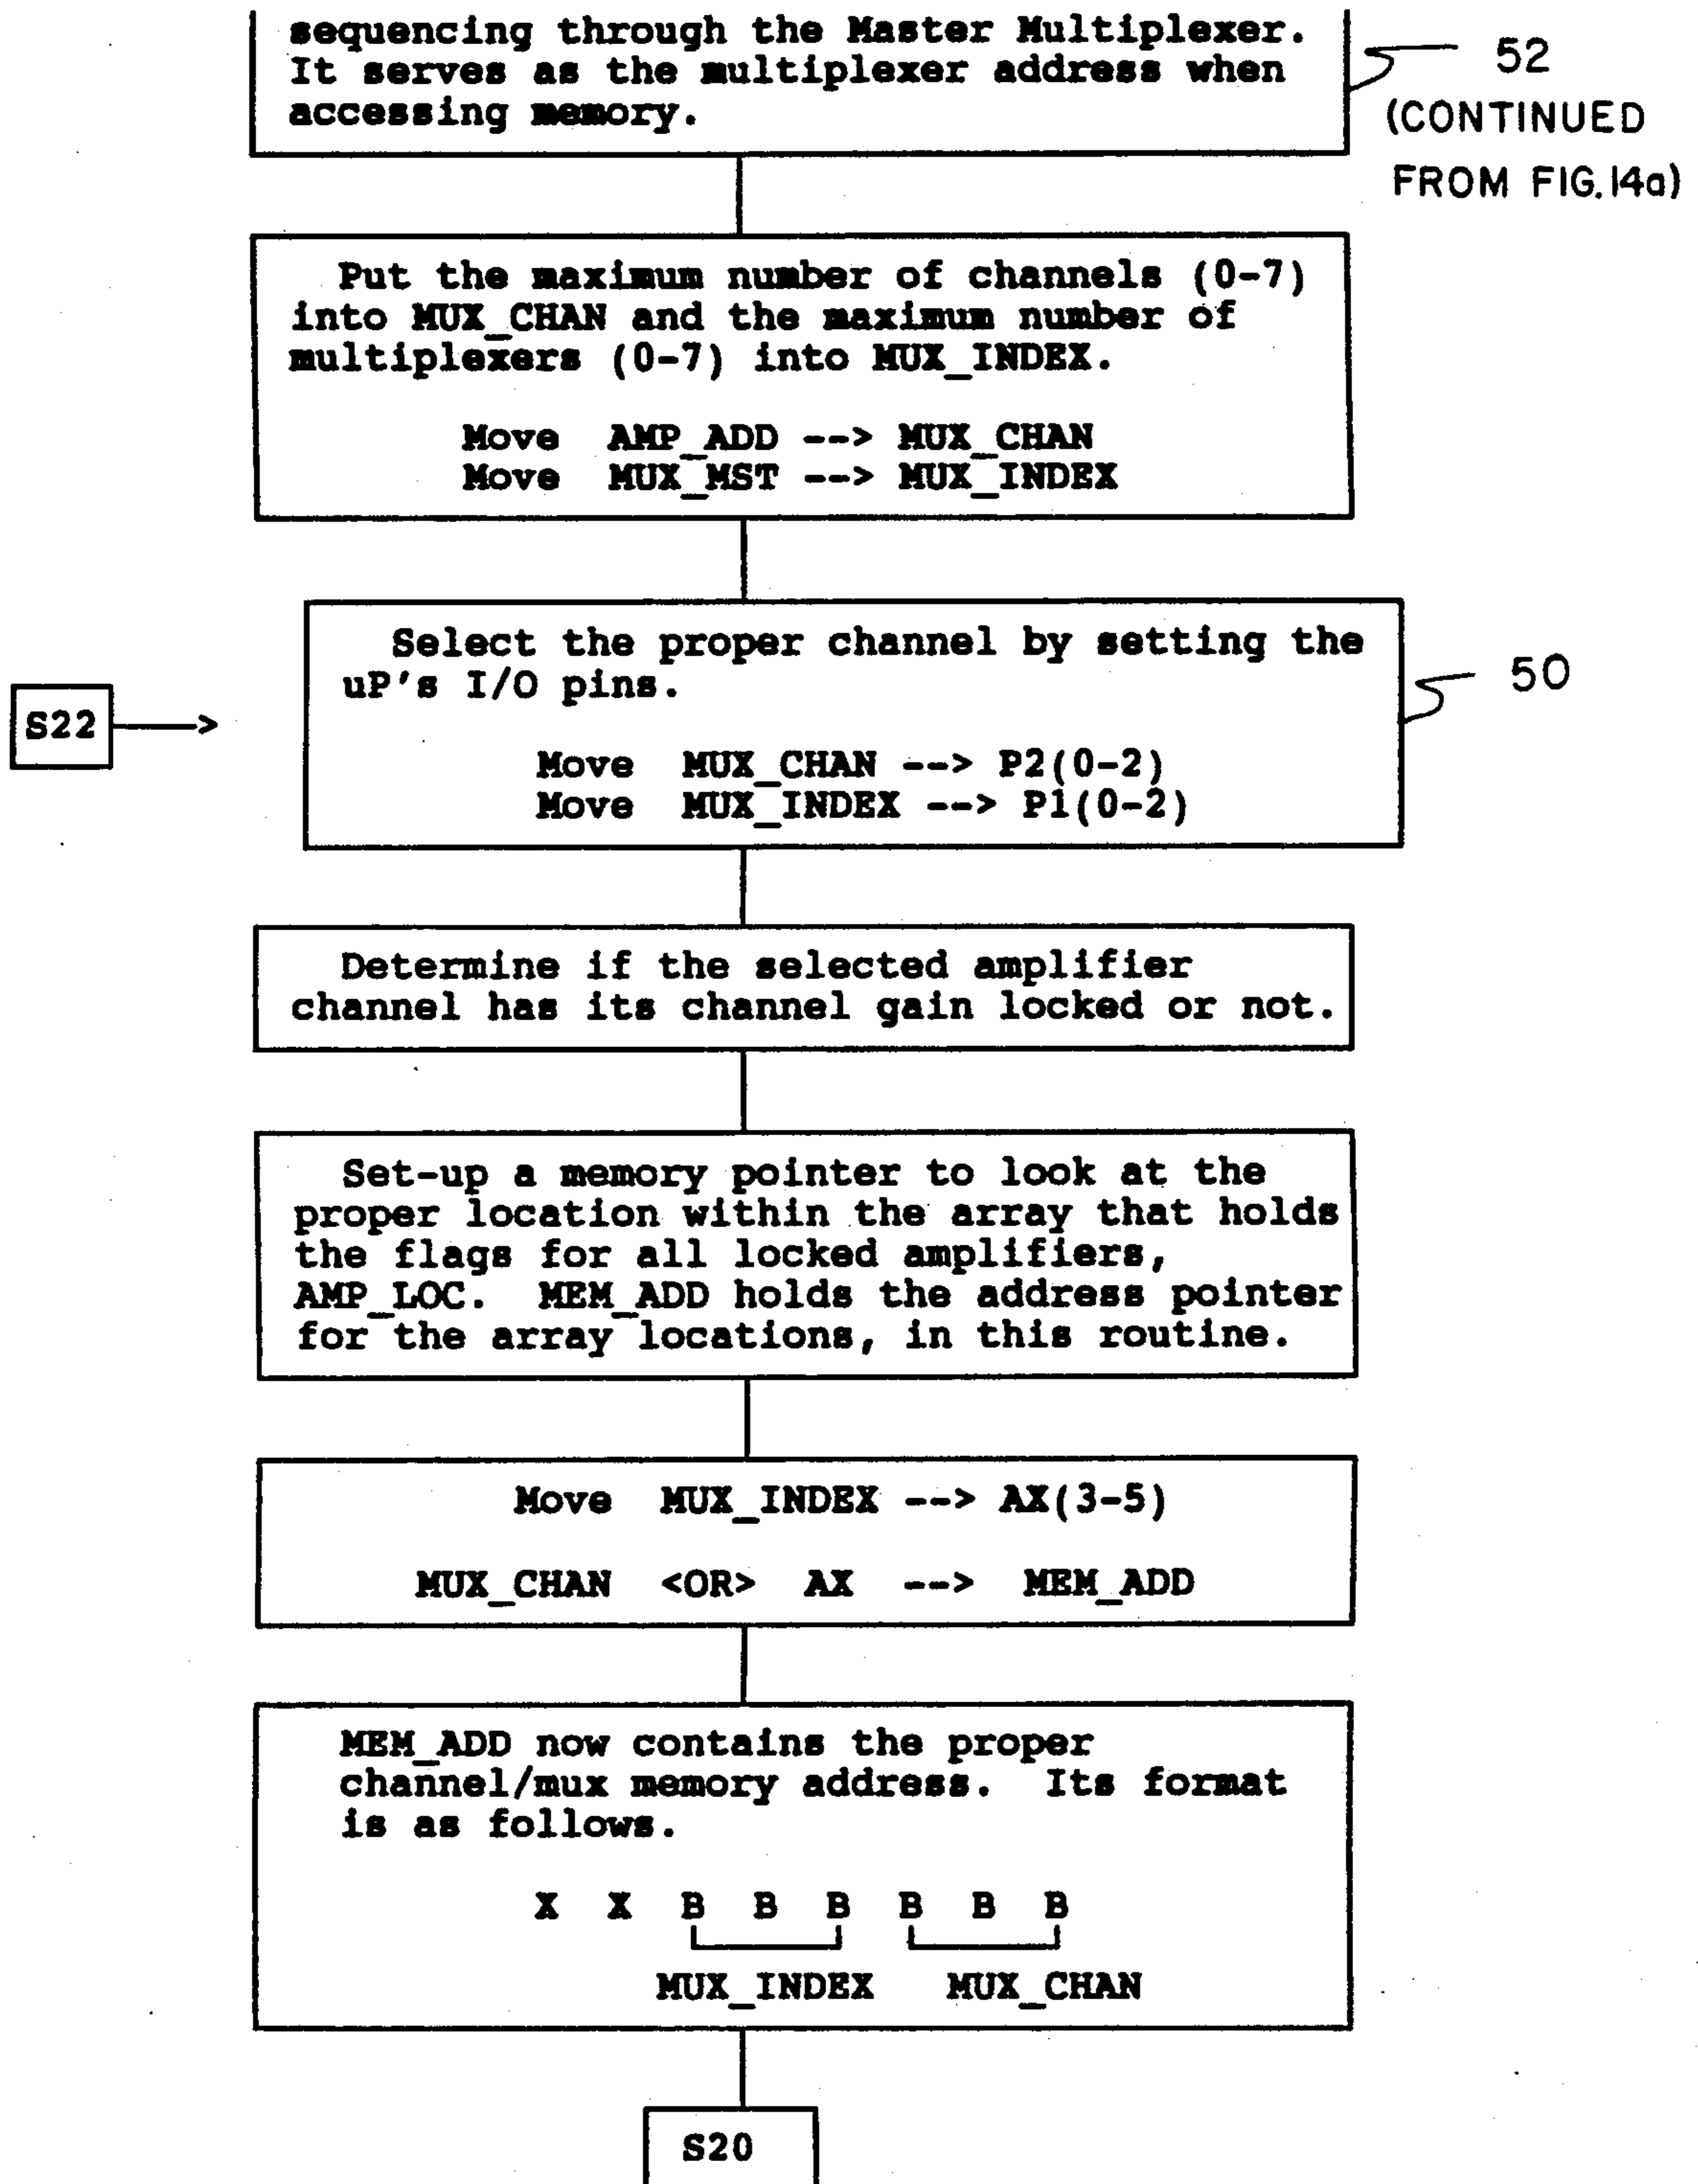 sequencing through the Master Multiplexer.
It serves as the multiplexer address when
accessing memory.
52
(CONTINUED
FROM FIG.14a)
Put the maximum number of channels (0-7)
into MUX_CHAN and the maximum number of
multiplexers (0-7) into MUX_INDEX.
Move AMP_ADD --> MUX_CHAN
Move MUX_MST --> MUX_INDEX
Select the proper channel by setting the
uP's I/O pins.
50
S22
Move MUX_CHAN --> P2(0-2)
Move MUX_INDEX --> P1(0-2)
Determine if the selected amplifier
channel has its channel gain locked or not.
Set-up a memory pointer to look at the
proper location within the array that holds
the flags for all locked amplifiers,
AMP_LOC. MEM_ADD holds the address pointer
for the array locations, in this routine.
Move MUX_INDEX --> AX(3-5)
MUX_CHAN <OR> AX --> MEM_ADD
MEM_ADD now contains the proper
channel/mux memory address. Its format
is as follows.
X X B B B B B B
MUX_INDEX MUX_CHAN
S20